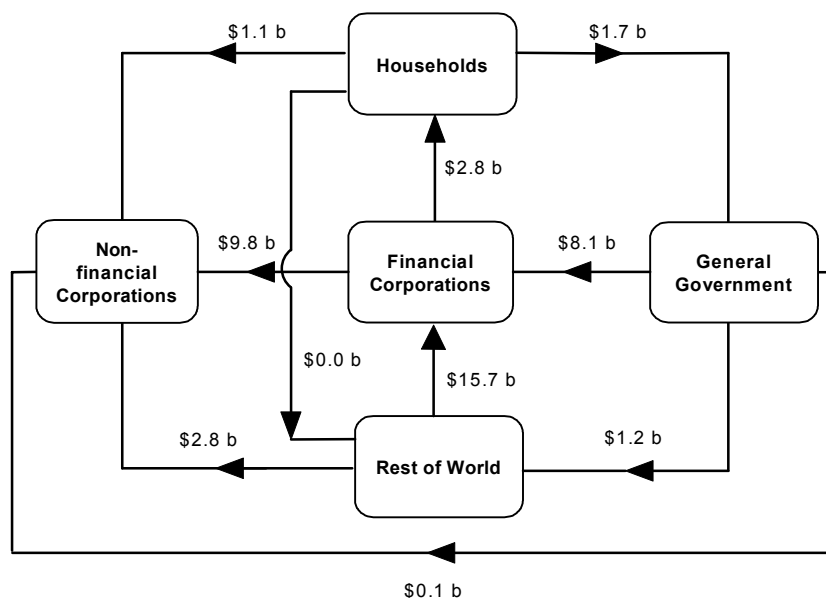 $1.1 b
Households
$1.7 b
$2.8 b
Non-
financial
Corporations
$9.8 b
Financial
Corporations
$8.1 b
General
Government
$0.0 b
$15.7 b
$2.8 b
Rest of World
$1.2 b
$0.1 b